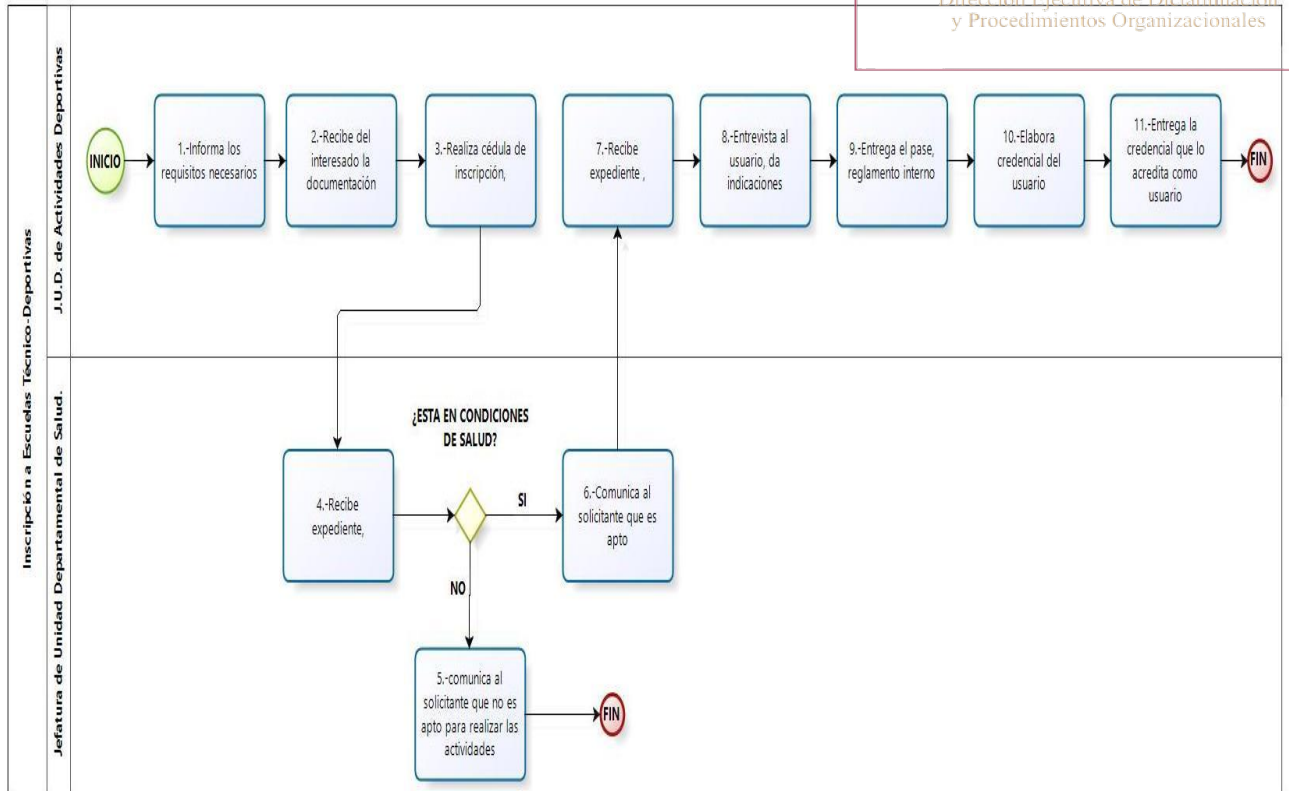 Dirección Ejecutiva de Dictaminación
y Procedimientos Organizacionales
Inscripción a Escuelas Técnico-Deportivas
J.U.D. de Actividades Deportivas
INICIO
1.-Informa los
requisitos necesarios
2.-Recibe del
interesado la
documentación
3.-Realiza cédula de
inscripción,
7.-Recibe
expediente ,
8.-Entrevista al
usuario, da
indicaciones
9.-Entrega el pase,
reglamento interno
10.-Elabora
credencial del
usuario
11.-Entrega la
credencial que lo
acredita como
usuario
FIN
Jefatura de Unidad Departamental de Salud.
4.-Recibe
expediente,
¿ESTA EN CONDICIONES
DE SALUD?
SI
6.-Comunica al
solicitante que es
apto
NO
5.-comunica al
solicitante que no es
apto para realizar las
actividades
FIN